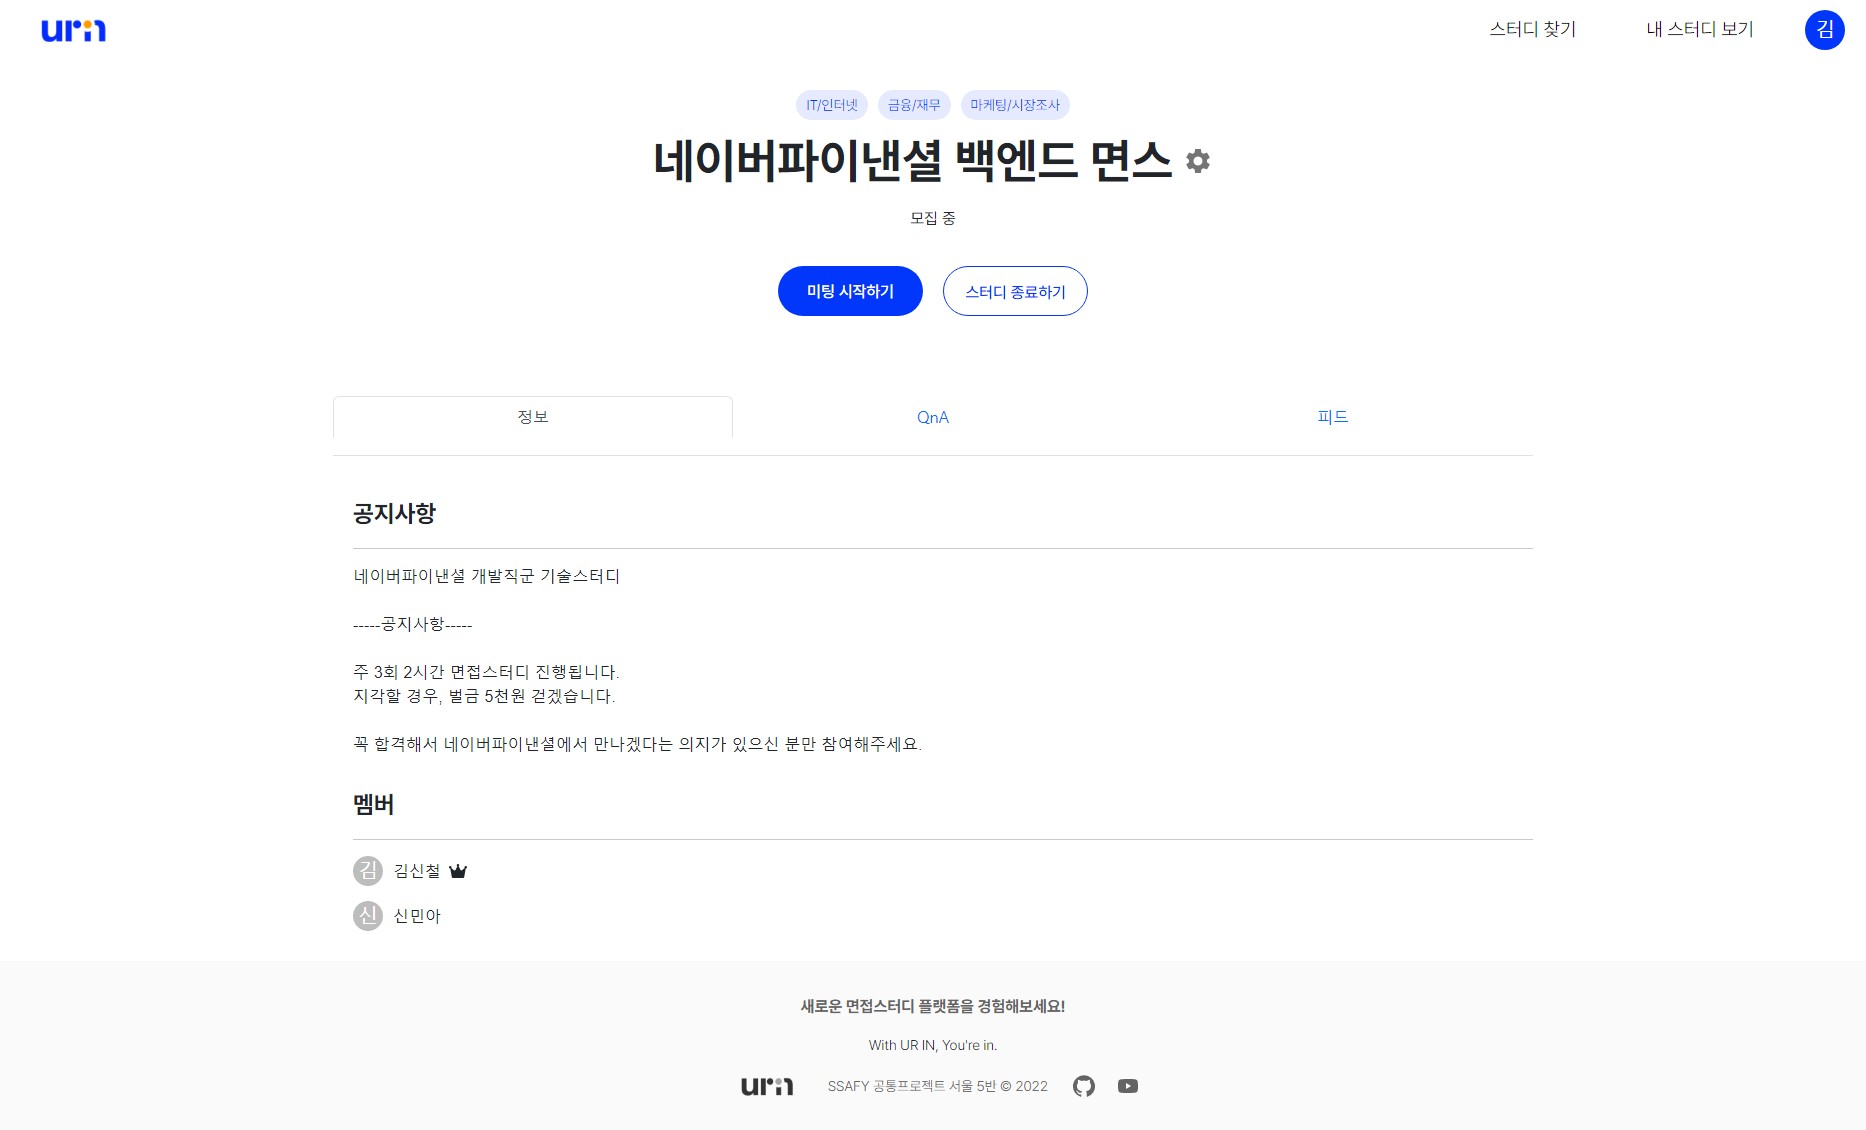 urin
스터디 찾기
내 스터디 보기
김
IT/인터넷
금융/재무
마케팅/시장조사
네이버파이낸셜 백엔드 면스
모집 중
미팅 시작하기
스터디 종료하기
정보
QnA
피드
공지사항
네이버파이낸셜 개발직군 기술스터디
-----공지사항-----
주 3회 2시간 면접스터디 진행됩니다.
지각할 경우, 벌금 5천원 걷겠습니다.
꼭 합격해서 네이버파이낸셜에서 만나겠다는 의지가 있으신 분만 참여해주세요.
멤버
김 김신철
신 신민아
새로운 면접스터디 플랫폼을 경험해보세요!
With UR IN, You're in.
urin SSAFY 공통프로젝트 서울 5반 © 2022